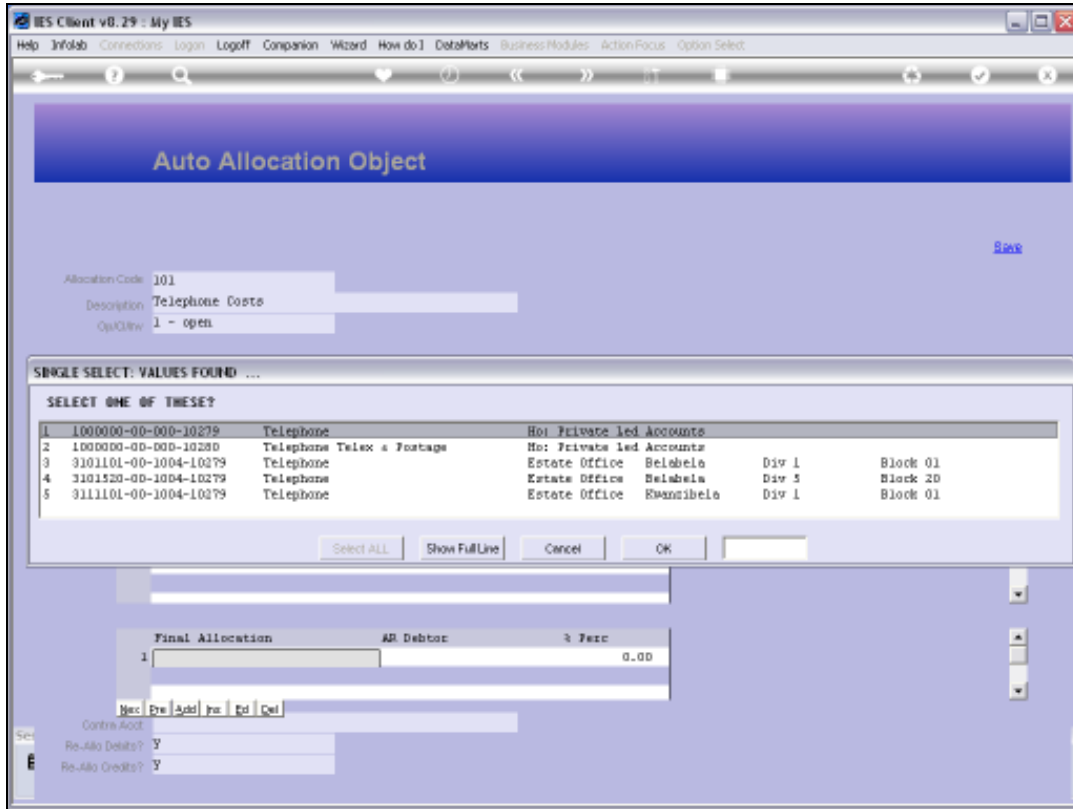 IES Client v8.29 : My IES
Help Infolab Connections Logon Logoff Companion Wizard How do I DataMarts Business Modules Action Focus Option Select
Auto Allocation Object
Save
Allocation Code 101
Description Telephone Costs
Op/Cl/Inv 1 - open
SINGLE SELECT: VALUES FOUND ...
SELECT ONE OF THESE?
1 1000000-00-000-10279 Telephone Ho: Private Led Accounts
2 1000000-00-000-10280 Telephone Telex & Postage Ho: Private Led Accounts
3 3101101-00-1004-10279 Telephone Estate Office Belabela Div 1 Block 01
4 3101520-00-1004-10279 Telephone Estate Office Belabela Div 5 Block 20
5 3111101-00-1004-10279 Telephone Estate Office Kwanzibela Div 1 Block 01
Select ALL Show Full Line Cancel OK
Final Allocation AR Debtor % Perc
1 0.00
Nex Pre Add Ins Ed Del
Contra Acct
Re-Allo Debits? Y
Re-Allo Credits? Y